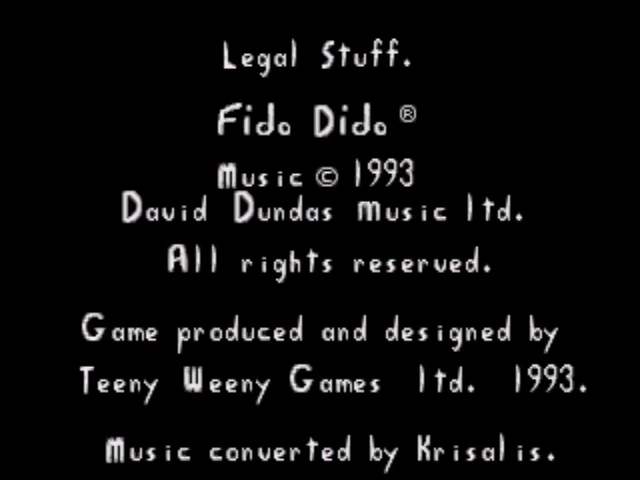 Legal Stuff.
Fido Dido ®
Music © 1993
David Dundas music ltd.
All rights reserved.
Game produced and designed by
Teeny Weeny Games ltd. 1993.
Music converted by Krisalis.